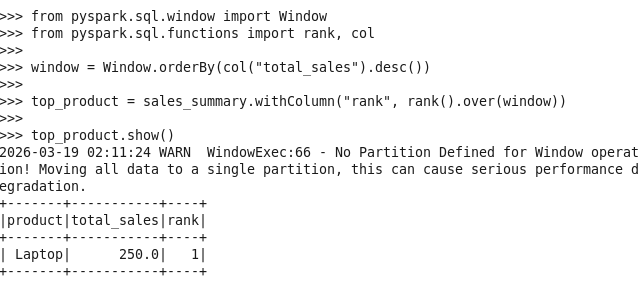 >>> from pyspark.sql.window import Window
>>> from pyspark.sql.functions import rank, col
>>>
>>> window = Window.orderBy(col("total_sales").desc())
>>>
>>> top_product = sales_summary.withColumn("rank", rank().over(window))
>>>
>>> top_product.show()
2026-03-19 02:11:24 WARN  WindowExec:66 - No Partition Defined for Window operat
ion! Moving all data to a single partition, this can cause serious performance d
egradation.
+-------+-----------+----+
|product|total_sales|rank|
+-------+-----------+----+
| Laptop|      250.0|   1|
+-------+-----------+----+